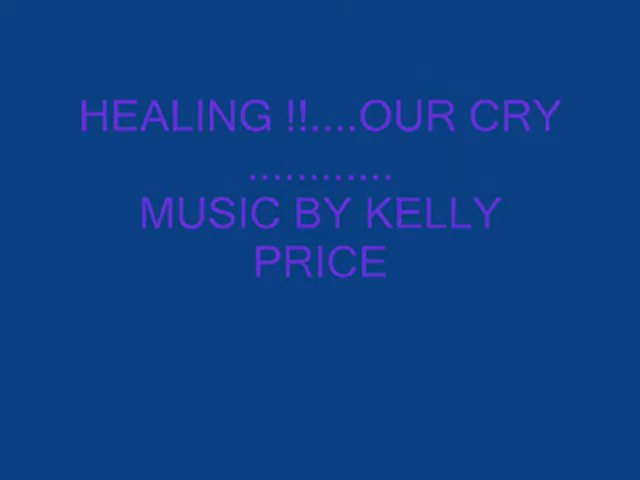 HEALING !!....OUR CRY
............
MUSIC BY KELLY
PRICE